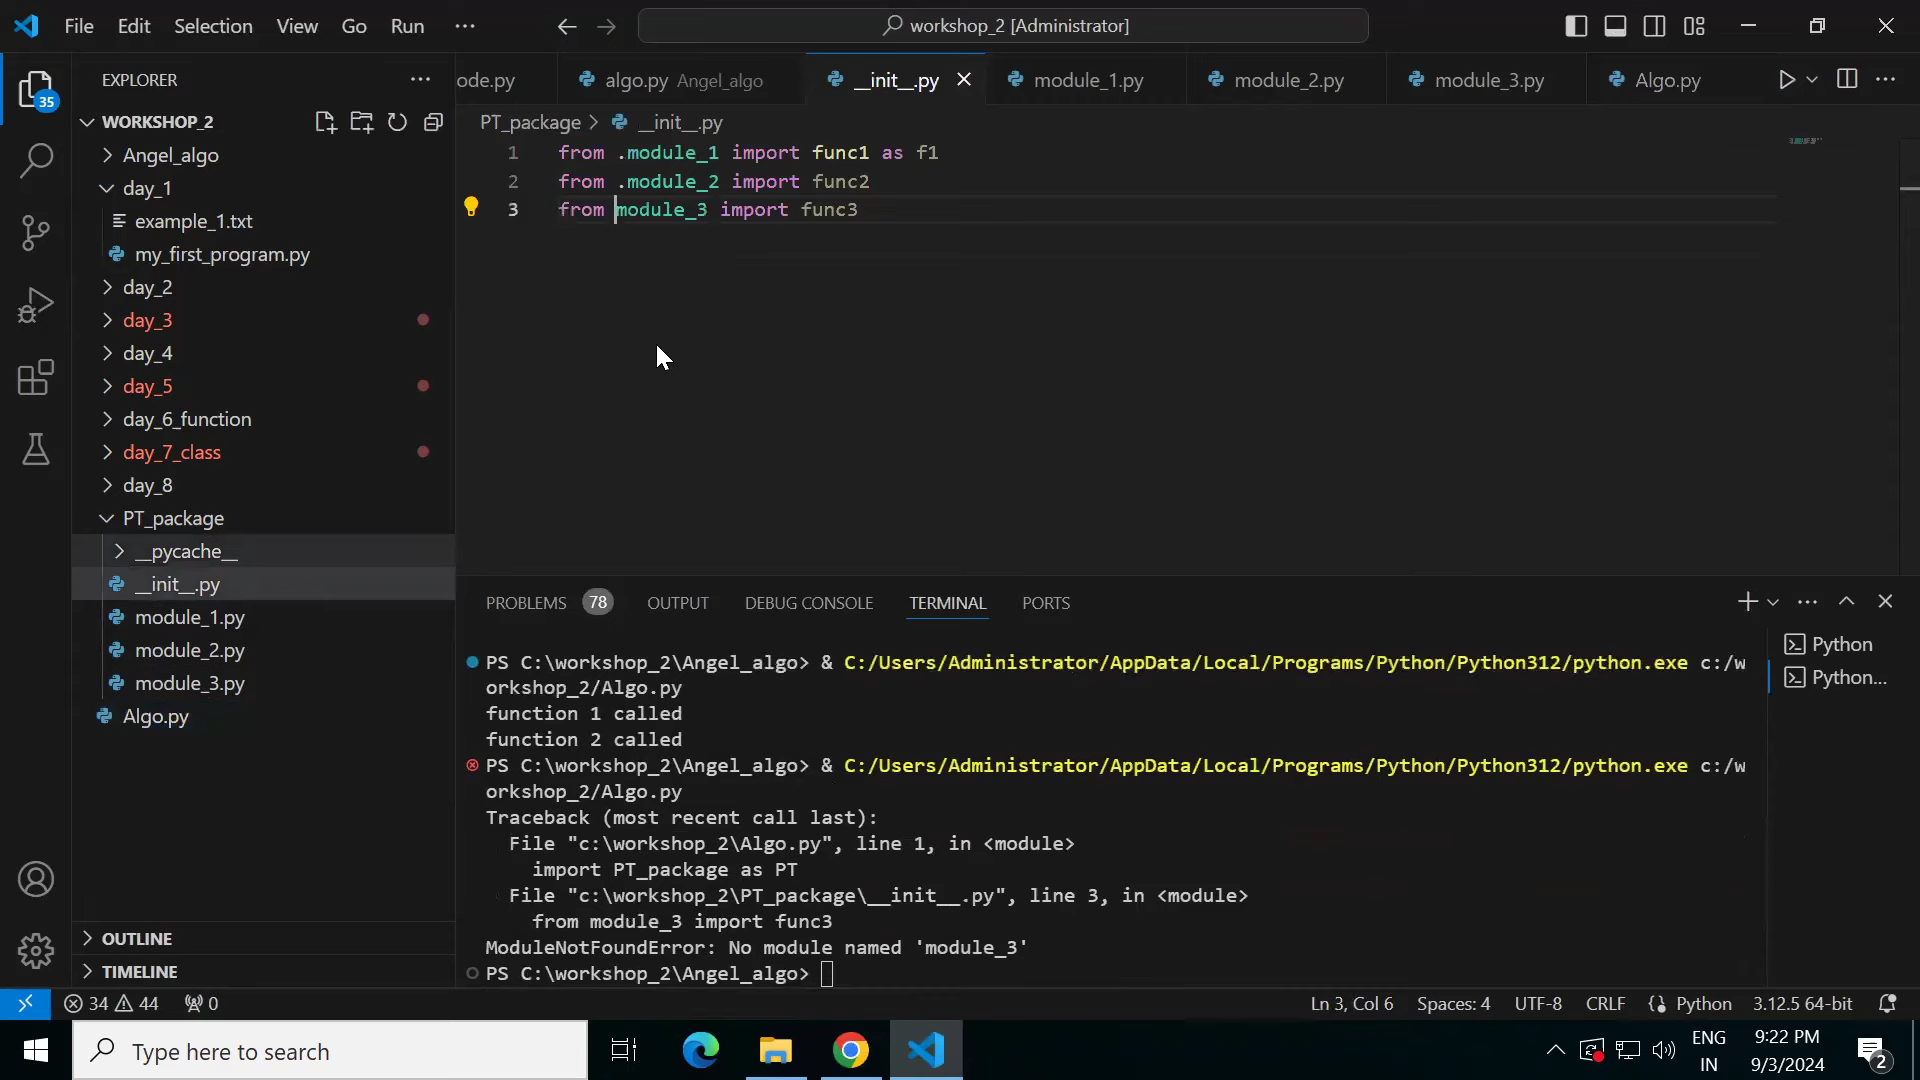 File Edit Selection View Go Run ···
workshop_2 [Administrator]
EXPLORER
ode.py
algo.py Angel_algo
__init__.py
module_1.py
module_2.py
module_3.py
Algo.py
35
WORKSHOP_2
Angel_algo
day_1
example_1.txt
my_first_program.py
day_2
day_3
day_4
day_5
day_6_function
day_7_class
day_8
PT_package
__pycache__
__init__.py
module_1.py
module_2.py
module_3.py
Algo.py
OUTLINE
TIMELINE
PT_package > __init__.py
1 from .module_1 import func1 as f1
2 from .module_2 import func2
3 from module_3 import func3
PROBLEMS 78 OUTPUT DEBUG CONSOLE TERMINAL PORTS
PS C:\workshop_2\Angel_algo> & C:/Users/Administrator/AppData/Local/Programs/Python/Python312/python.exe c:/w
orkshop_2/Algo.py
function 1 called
function 2 called
PS C:\workshop_2\Angel_algo> & C:/Users/Administrator/AppData/Local/Programs/Python/Python312/python.exe c:/w
orkshop_2/Algo.py
Traceback (most recent call last):
File "c:\workshop_2\Algo.py", line 1, in <module>
import PT_package as PT
File "c:\workshop_2\PT_package\__init__.py", line 3, in <module>
from module_3 import func3
ModuleNotFoundError: No module named 'module_3'
PS C:\workshop_2\Angel_algo>
Python
Python...
34 44 0
Ln 3, Col 6 Spaces: 4 UTF-8 CRLF Python 3.12.5 64-bit
Type here to search
ENG
IN
9:22 PM
9/3/2024
2